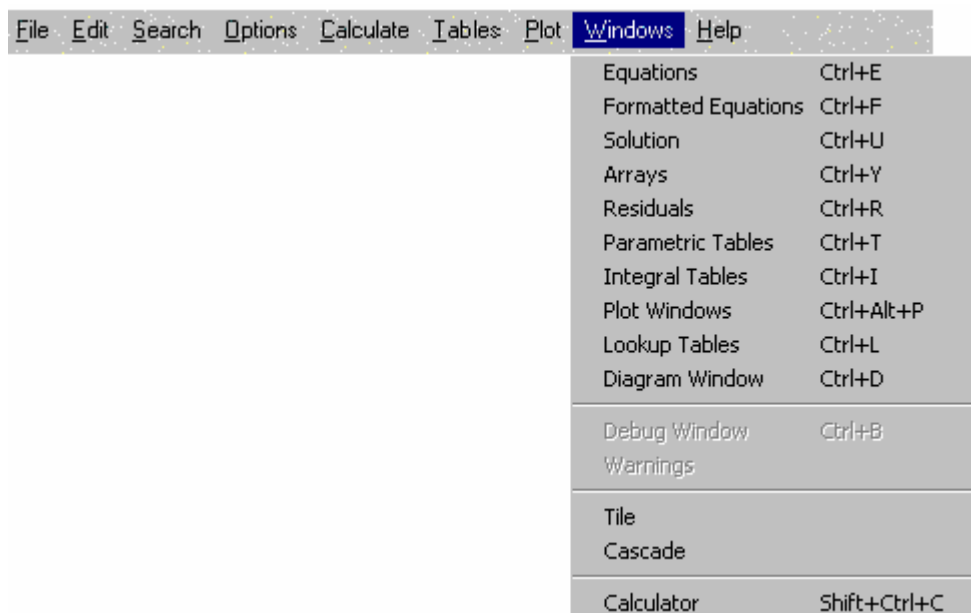 File Edit Search Options Calculate Tables Plot Windows Help
Equations Ctrl+E
Formatted Equations Ctrl+F
Solution Ctrl+U
Arrays Ctrl+Y
Residuals Ctrl+R
Parametric Tables Ctrl+T
Integral Tables Ctrl+I
Plot Windows Ctrl+Alt+P
Lookup Tables Ctrl+L
Diagram Window Ctrl+D
Debug Window Ctrl+B
Warnings
Tile
Cascade
Calculator Shift+Ctrl+C